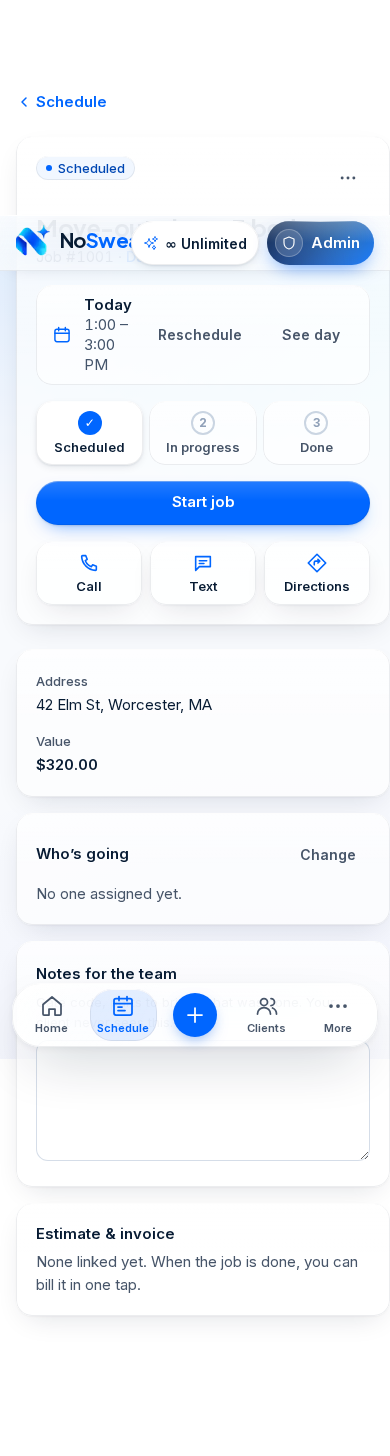 Schedule
Scheduled
NoSwea
∞ Unlimited
Admin
Job #1001
Today
1:00 –
3:00
PM
Reschedule
See day
✓
Scheduled
2
In progress
3
Done
Start job
Call
Text
Directions
Address
42 Elm St, Worcester, MA
Value
$320.00
Who’s going
Change
No one assigned yet.
Notes for the team
Home
Schedule
Clients
More
Estimate & invoice
None linked yet. When the job is done, you can
bill it in one tap.